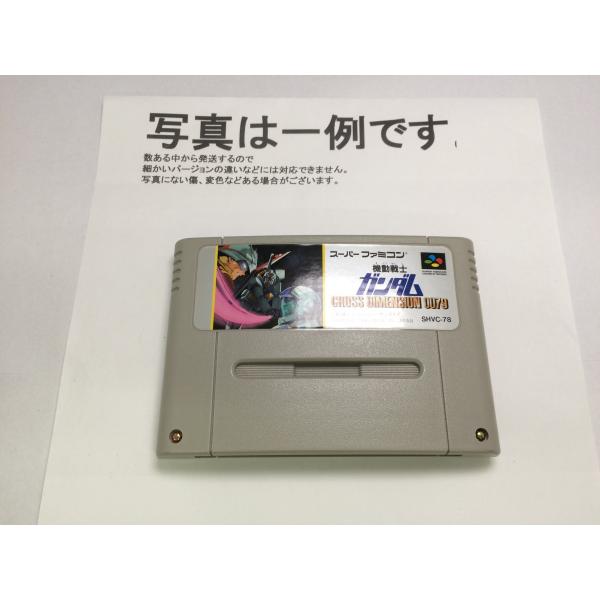 写真は一例です
数ある中から発送するので
細かいバージョンの違いなどには対応できません。
写真にない傷、変色などある場合がございます。
スーパーファミコン
機動戦士
ガンダム
CROSS DIMENSION 0079
SHVC-78